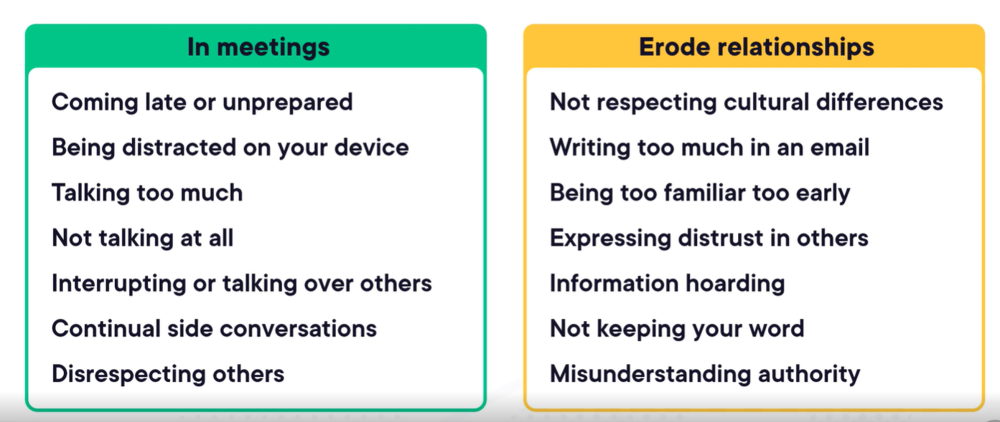 In meetings
Coming late or unprepared
Being distracted on your device
Talking too much
Not talking at all
Interrupting or talking over others
Continual side conversations
Disrespecting others
Erode relationships
Not respecting cultural differences
Writing too much in an email
Being too familiar too early
Expressing distrust in others
Information hoarding
Not keeping your word
Misunderstanding authority